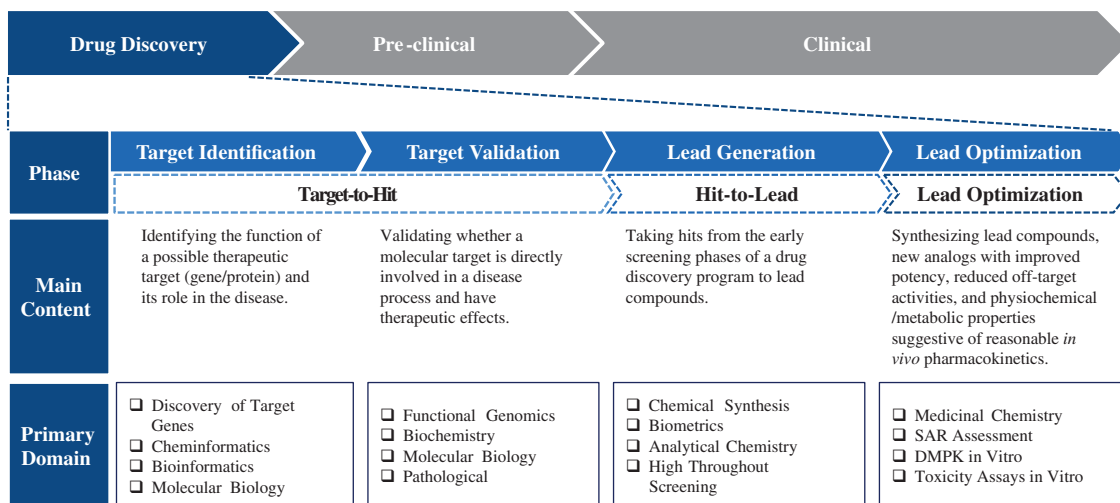 Drug Discovery
Pre-clinical
Clinical
Phase
Target Identification
Target Validation
Lead Generation
Lead Optimization
Target-to-Hit
Hit-to-Lead
Lead Optimization
Main
Content
Identifying the function of
a possible therapeutic
target (gene/protein) and
its role in the disease.
Validating whether a
molecular target is directly
involved in a disease
process and have
therapeutic effects.
Taking hits from the early
screening phases of a drug
discovery program to lead
compounds.
Synthesizing lead compounds,
new analogs with improved
potency, reduced off-target
activities, and physiochemical
/metabolic properties
suggestive of reasonable in
vivo pharmacokinetics.
Primary
Domain
❑ Discovery of Target
Genes
❑ Cheminformatics
❑ Bioinformatics
❑ Molecular Biology
❑ Functional Genomics
❑ Biochemistry
❑ Molecular Biology
❑ Pathological
❑ Chemical Synthesis
❑ Biometrics
❑ Analytical Chemistry
❑ High Throughput
Screening
❑ Medicinal Chemistry
❑ SAR Assessment
❑ DMPK in Vitro
❑ Toxicity Assays in Vitro